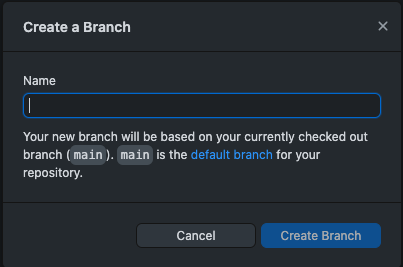 Create a Branch
Name
Your new branch will be based on your currently checked out
branch (main). main is the default branch for your
repository.
Cancel
Create Branch